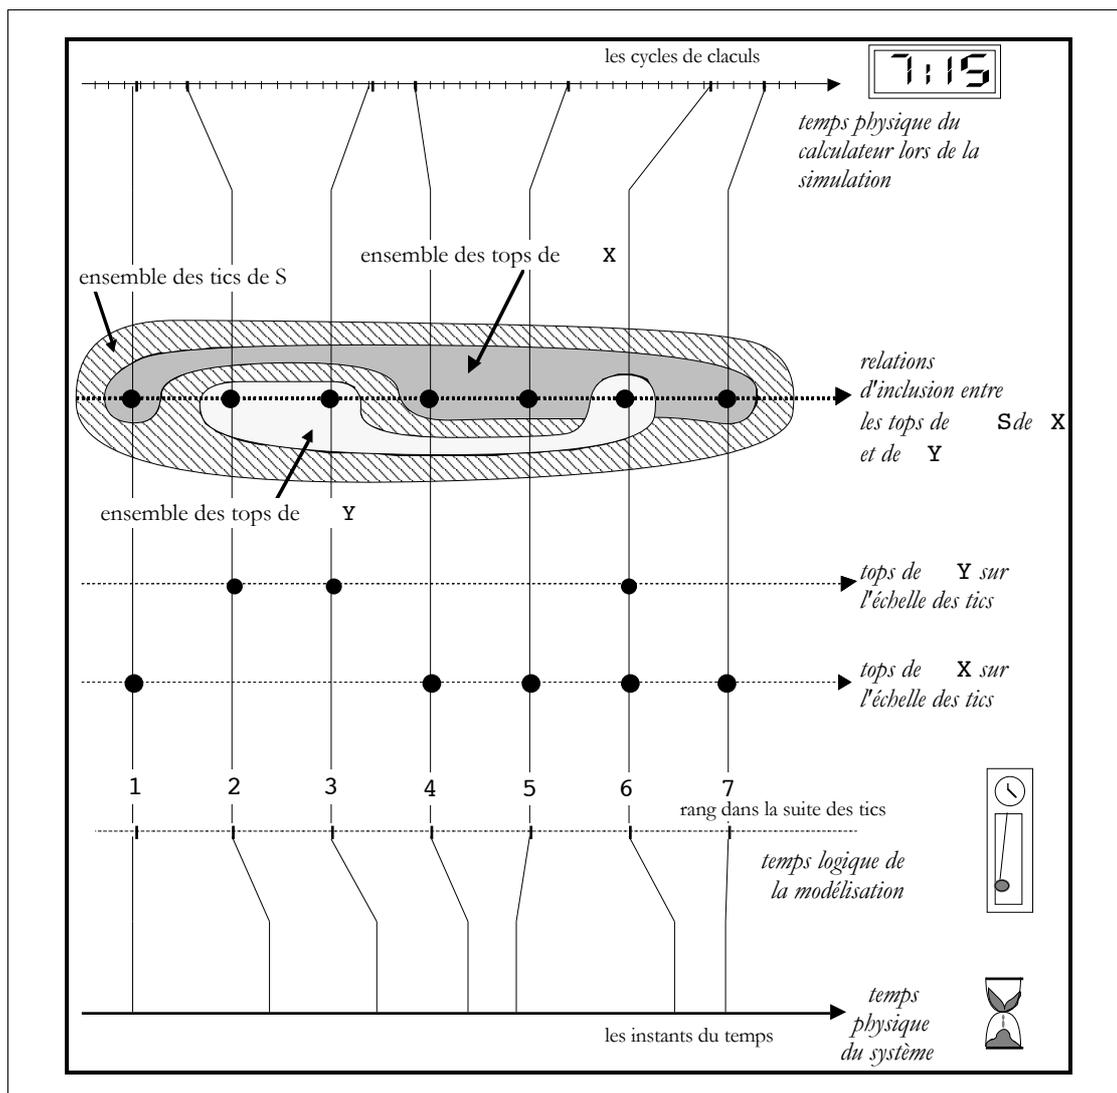 les cycles de claculs
7:15
temps physique du
calculateur lors de la
simulation
ensemble des tops de X
ensemble des tics de S
relations
d'inclusion entre
les tops de S de X
et de Y
ensemble des tops de Y
tops de Y sur
l'échelle des tics
tops de X sur
l'échelle des tics
1 2 3 4 5 6 7
rang dans la suite des tics
temps logique de
la modélisation
temps
physique
du système
les instants du temps